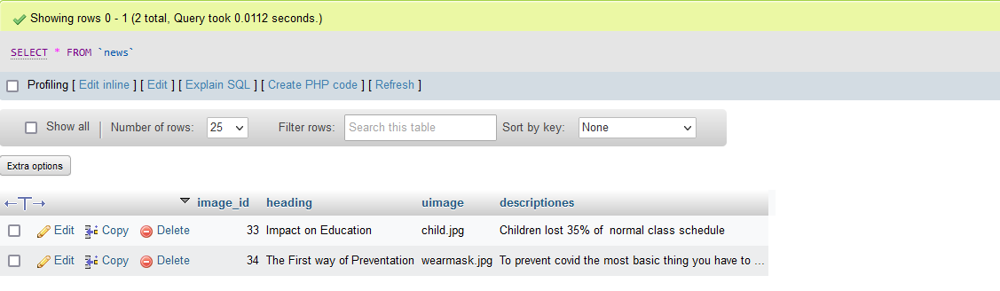 Showing rows 0 - 1 (2 total, Query took 0.0112 seconds.)
SELECT * FROM `news`
Profiling [ Edit inline ] [ Edit ] [ Explain SQL ] [ Create PHP code ] [ Refresh ]
Show all Number of rows: 25 Filter rows: Search this table Sort by key: None
Extra options
image_id heading uimage descriptiones
Edit Copy Delete 33 Impact on Education child.jpg Children lost 35% of normal class schedule
Edit Copy Delete 34 The First way of Preventation wearmask.jpg To prevent covid the most basic thing you have to ...